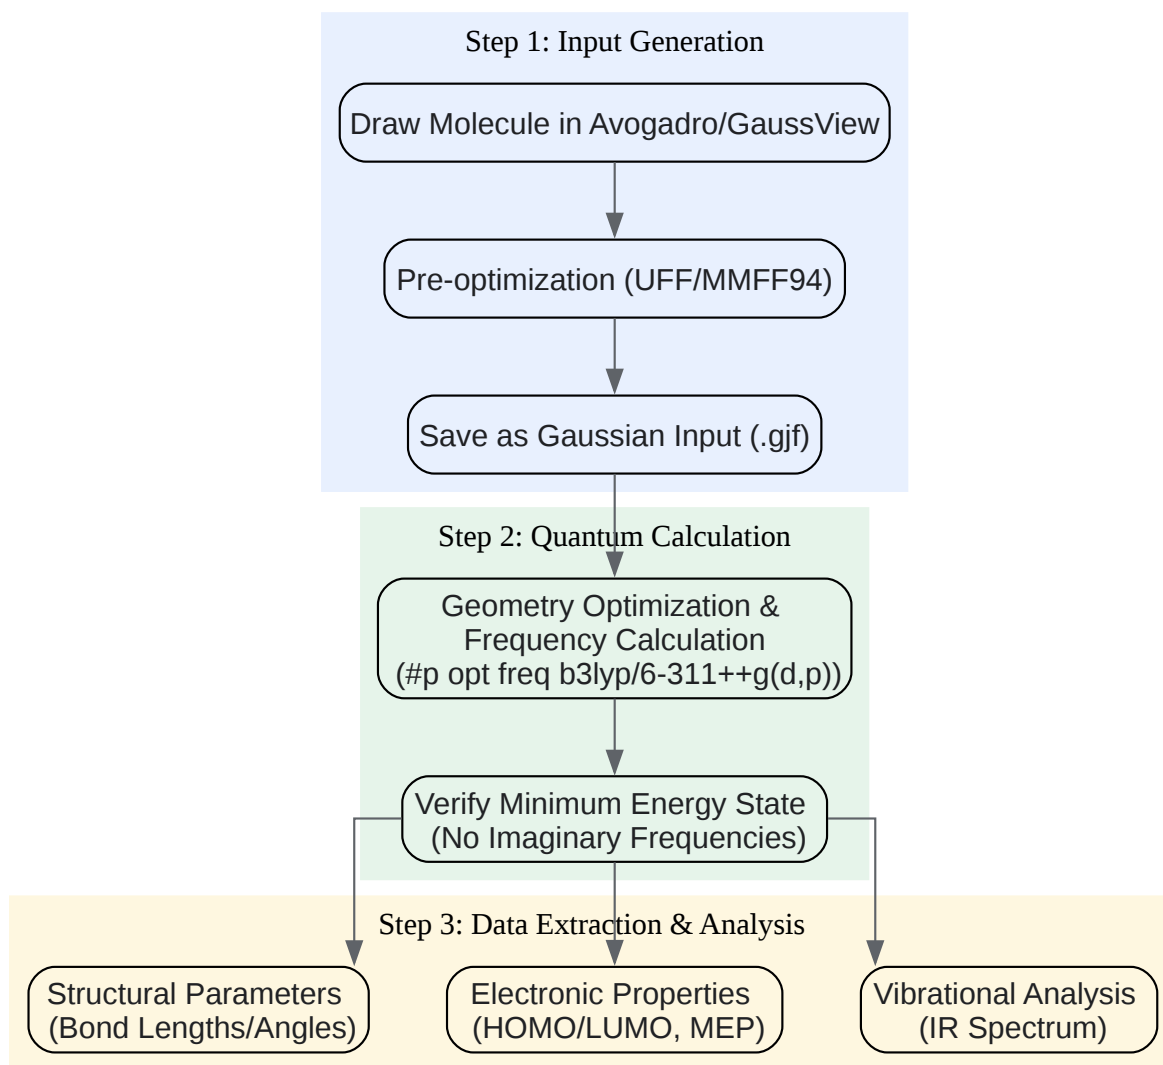 Step 1: Input Generation
Draw Molecule in Avogadro/GaussView
Pre-optimization (UFF/MMFF94)
Save as Gaussian Input (.gjf)
Step 2: Quantum Calculation
Geometry Optimization &
Frequency Calculation
(#p opt freq b3lyp/6-311++g(d,p))
Verify Minimum Energy State
(No Imaginary Frequencies)
Step 3: Data Extraction & Analysis
Structural Parameters
(Bond Lengths/Angles)
Electronic Properties
(HOMO/LUMO, MEP)
Vibrational Analysis
(IR Spectrum)